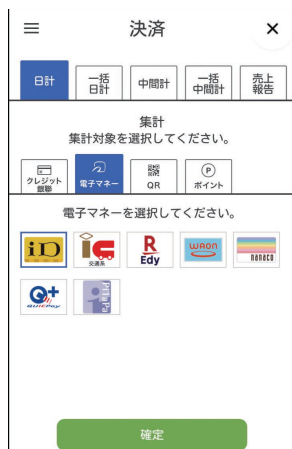 決済
日計
一括
日計
中間計
一括
中間計
売上
報告
集計
集計対象を選択してください。
クレジット
銀聯
電子マネー
QR
P
ポイント
電子マネーを選択してください。
iD
ic
交通系
R
Edy
WAON
nanaco
Q+
QUICPay
PiTaPa
確定